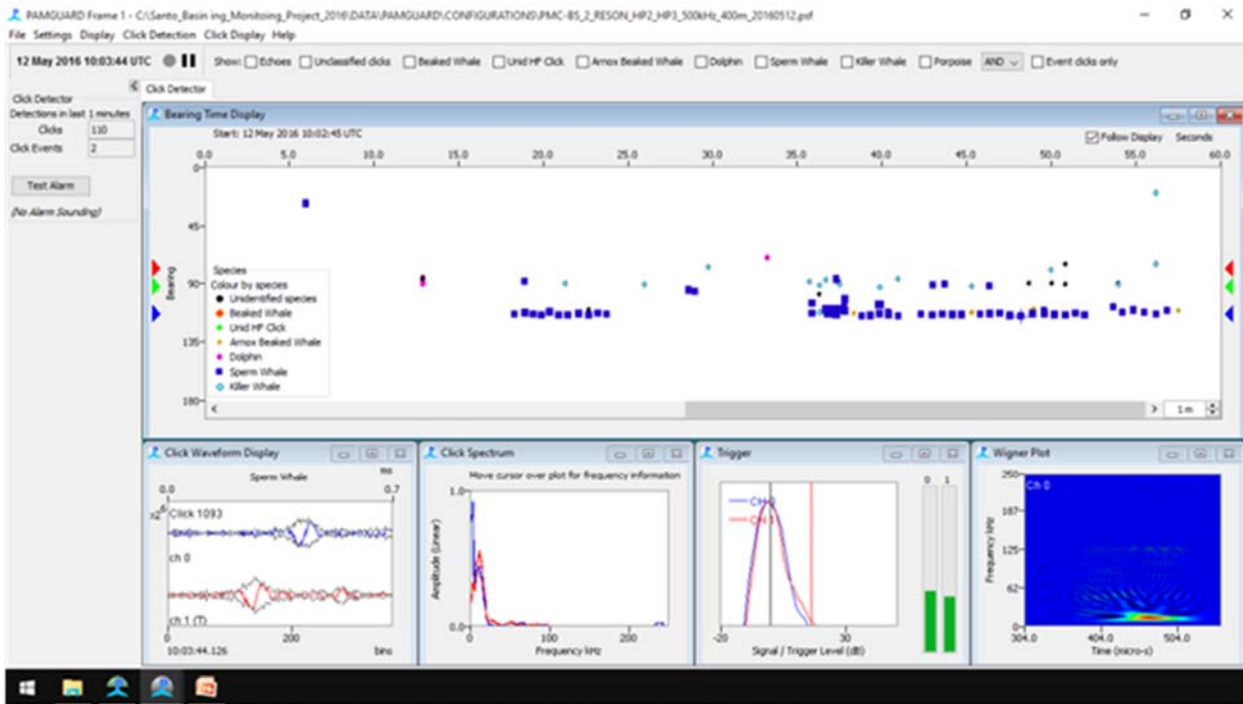 PAMGUARD Frame 1 - C:\Santo_Basin ing_Monitoing_Project_2016\DATA\PAMGUARD\CONFIGURATIONS\PMC-BS_2_RESON_HP2_HP3_500kHz_400m_20160512.psf
File Settings Display Click Detection Click Display Help
12 May 2016 10:03:44 UTC Show: Echoes Unclassified clicks Beaked Whale Unid HF Click Arnox Beaked Whale Dolphin Sperm Whale Killer Whale Porpoise AND Event clicks only
Click Detector
Click Detector
Detections in last 1 minutes
Clicks 110
Click Events 2
Test Alarm
(No Alarm Sounding)
Bearing Time Display
Start: 12 May 2016 10:02:45 UTC Follow Display Seconds
0.0 5.0 10.0 15.0 20.0 25.0 30.0 35.0 40.0 45.0 50.0 55.0 60.0
0
45
90
135
180
Bearing
Species
Colour by species
Unidentified species
Beaked Whale
Unid HF Click
Arnox Beaked Whale
Dolphin
Sperm Whale
Killer Whale
1 m
Click Waveform Display
Sperm Whale ms
0.0 0.7
Click 1093
ch 0
ch 1 (T)
0 200
10:03:44.126 bins
Click Spectrum
Move cursor over plot for frequency information
1.0
0.0
Amplitude (Linear)
0 100 200
Frequency kHz
Trigger
0 1
CH 0
CH 1
-20 30
Signal / Trigger Level (dB)
Wigner Plot
Ch 0
250
187
125
62
0
Frequency kHz
304.0 404.0 504.0
Time (micro-s)